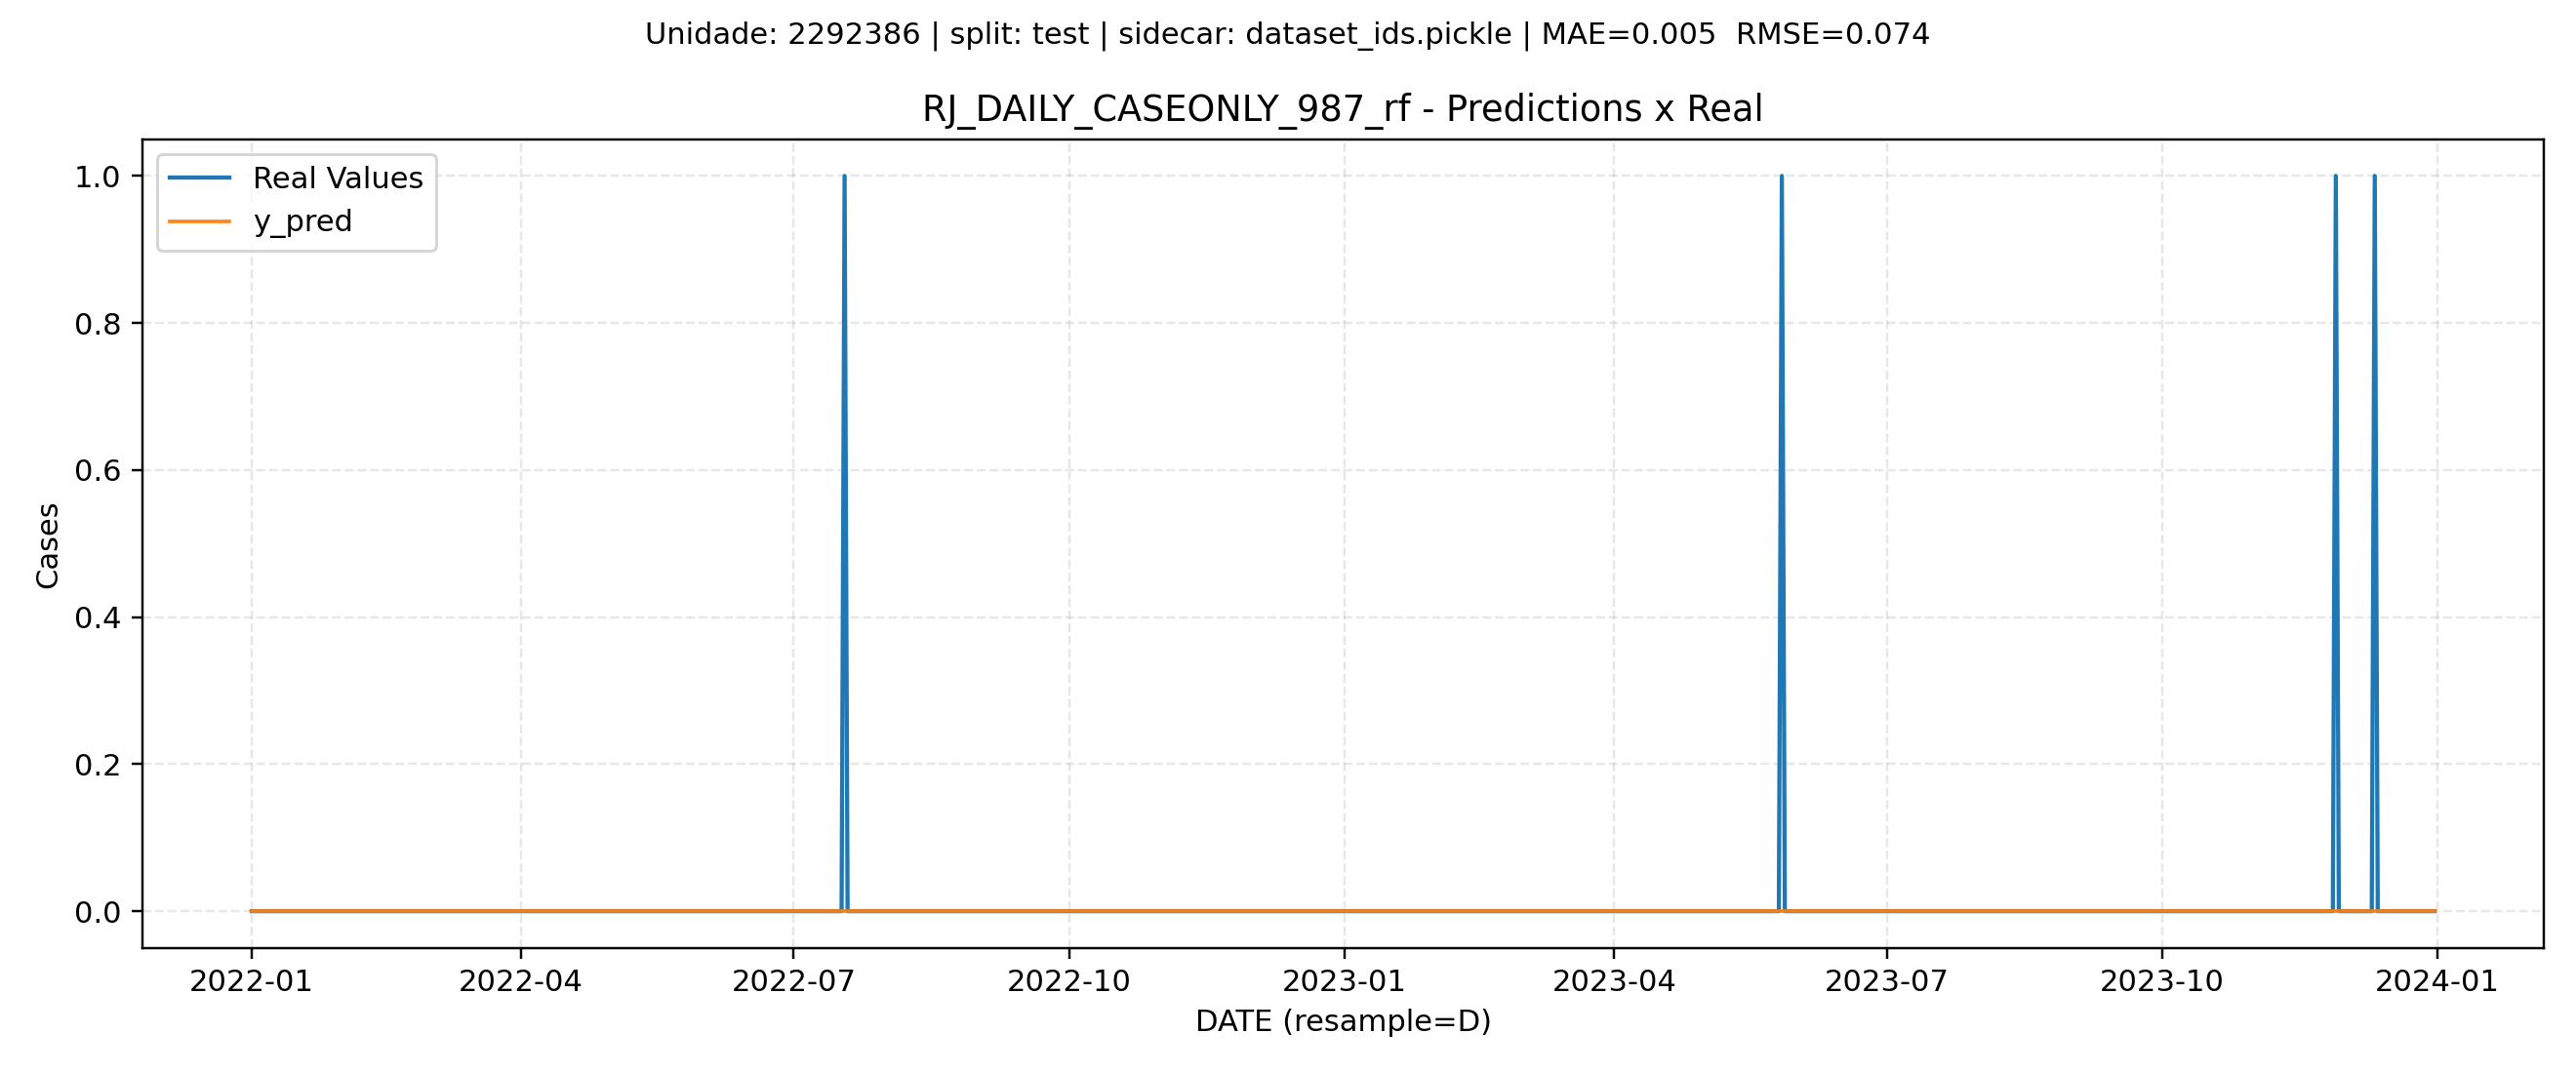 Unidade: 2292386 | split: test | sidecar: dataset_ids.pickle | MAE=0.005  RMSE=0.074
RJ_DAILY_CASEONLY_987_rf - Predictions x Real
Real Values
y_pred
1.0
0.8
0.6
0.4
0.2
0.0
Cases
2022-01
2022-04
2022-07
2022-10
2023-01
2023-04
2023-07
2023-10
2024-01
DATE (resample=D)